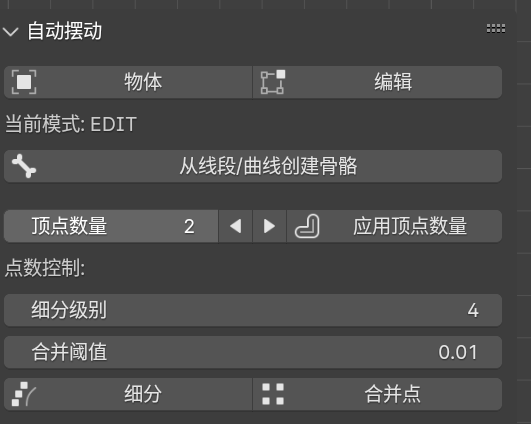 自动摆动
物体 编辑
当前模式: EDIT
从线段/曲线创建骨骼
顶点数量 2 应用顶点数量
点数控制:
细分级别 4
合并阈值 0.01
细分 合并点